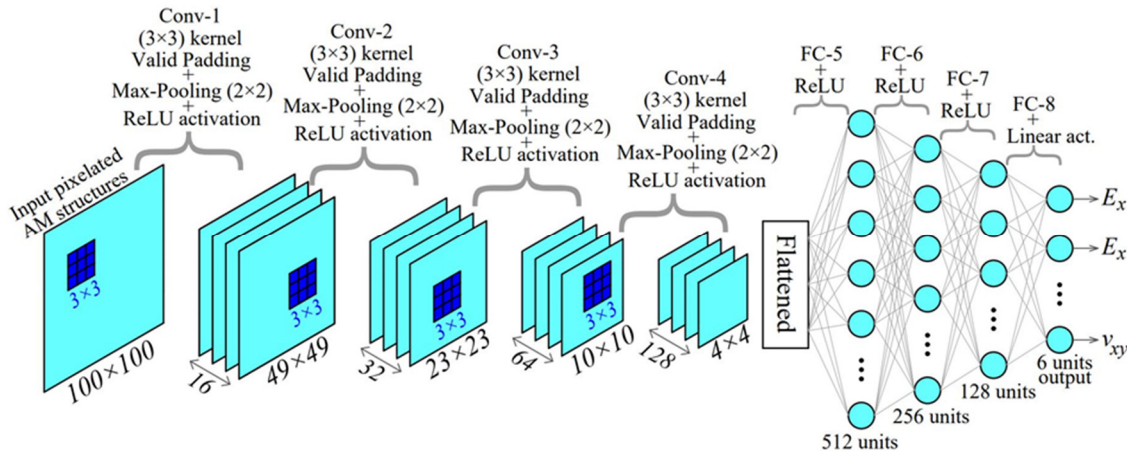 Conv-1
(3×3) kernel
Valid Padding
+
Max-Pooling (2×2)
+
ReLU activation
Conv-2
(3×3) kernel
Valid Padding
+
Max-Pooling (2×2)
+
ReLU activation
Conv-3
(3×3) kernel
Valid Padding
+
Max-Pooling (2×2)
+
ReLU activation
Conv-4
(3×3) kernel
Valid Padding
+
Max-Pooling (2×2)
+
ReLU activation
FC-5
+
ReLU
FC-6
+
ReLU
FC-7
+
ReLU
FC-8
+
Linear act.
Input pixelated
AM structures
3×3
100×100
3×3
16
49×49
3×3
32
23×23
3×3
64
10×10
128
4×4
Flattened
512 units
256 units
128 units
6 units
output
E_x
E_x
v_xy